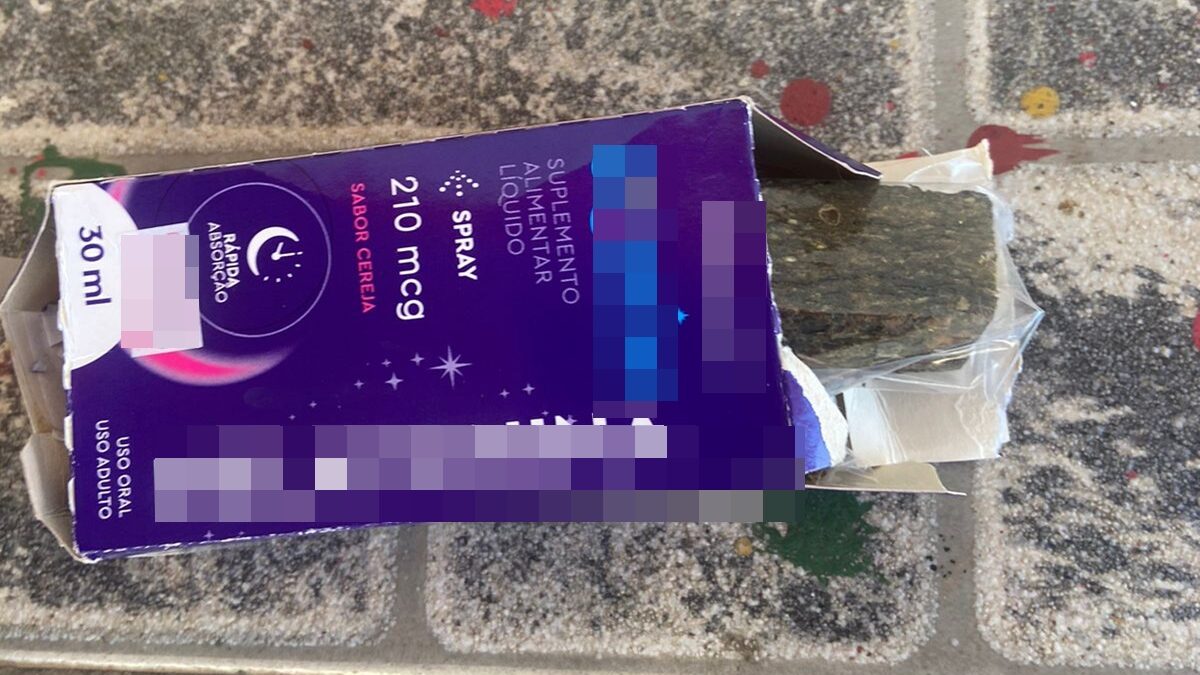 SUPLEMENTO
ALIMENTAR
LÍQUIDO
SPRAY
210 mcg
SABOR CEREJA
RÁPIDA
ABSORÇÃO
30 ml
USO ORAL
USO ADULTO